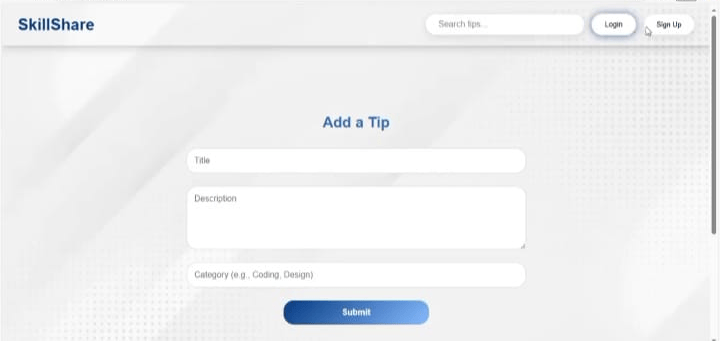 SkillShare
Search tips...
Login
Sign Up
Add a Tip
Title
Description
Category (e.g., Coding, Design)
Submit